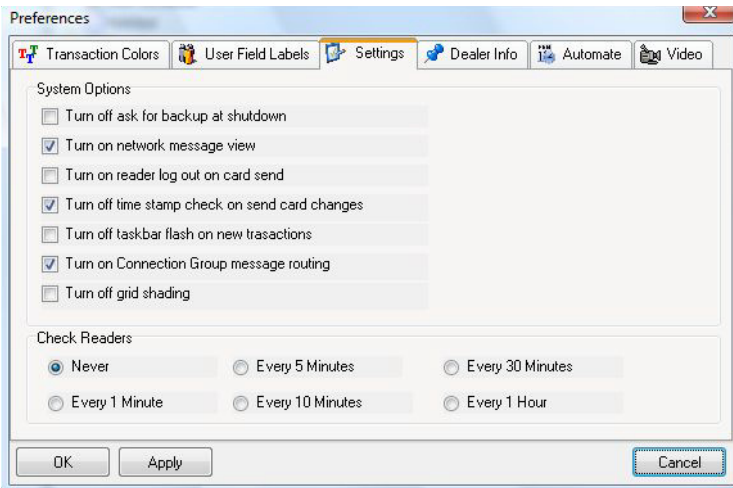 Preferences
Transaction Colors User Field Labels Settings Dealer Info Automate Video
System Options
Turn off ask for backup at shutdown
Turn on network message view
Turn on reader log out on card send
Turn off time stamp check on send card changes
Turn off taskbar flash on new trasactions
Turn on Connection Group message routing
Turn off grid shading
Check Readers
Never Every 5 Minutes Every 30 Minutes
Every 1 Minute Every 10 Minutes Every 1 Hour
OK Apply Cancel